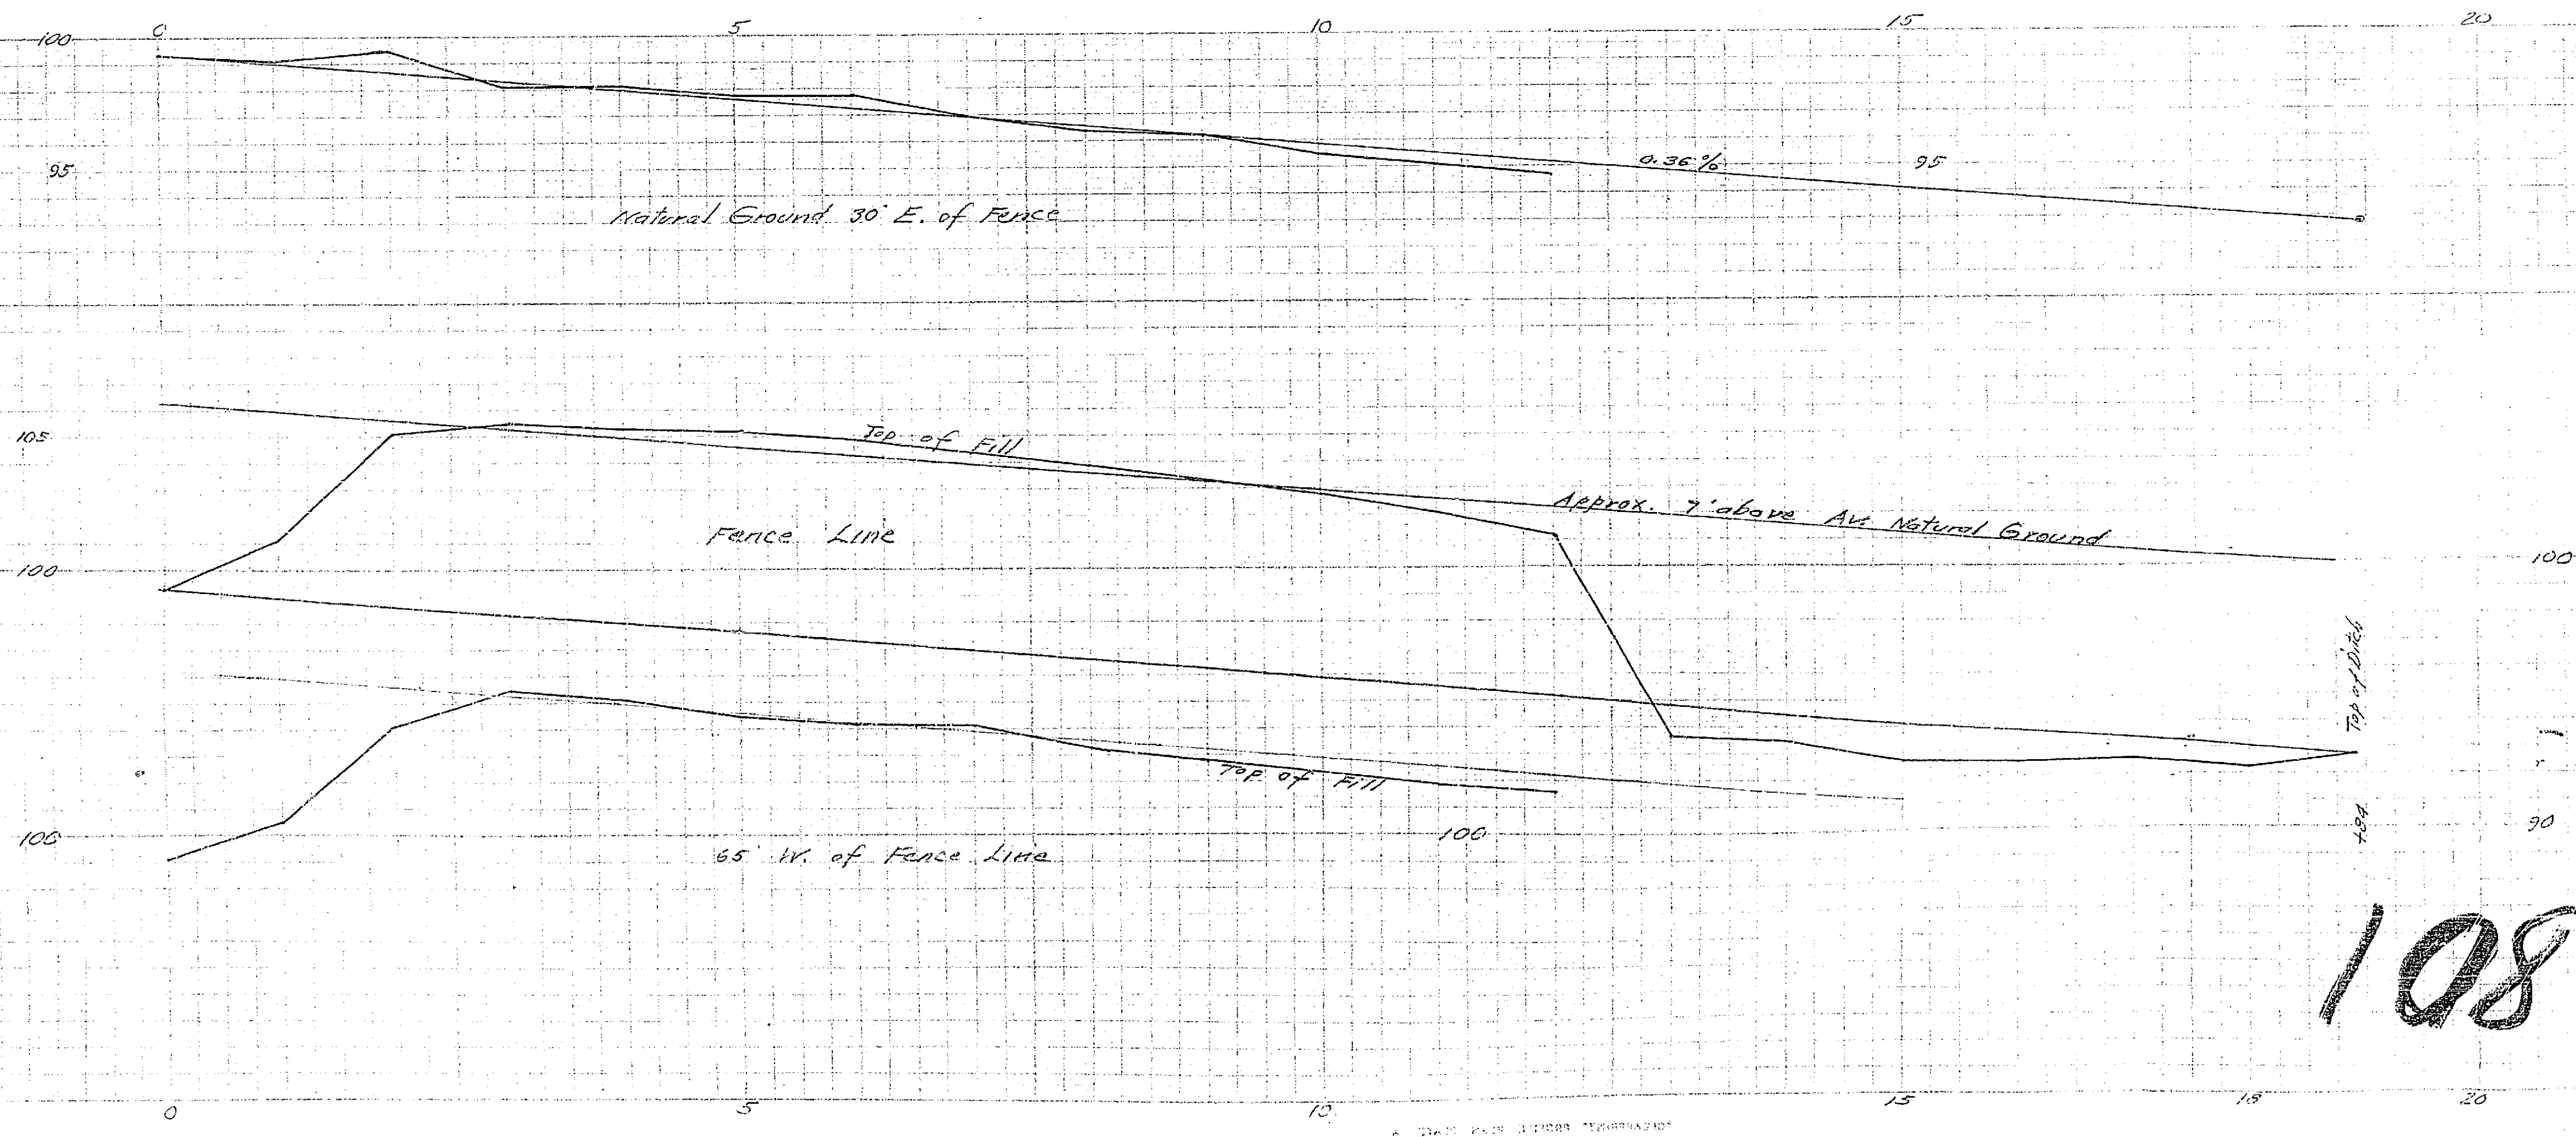 0 5 10 15 20
100
95 0.36% 95
Natural Ground 30' E. of Fence
105 Top of Fill
Approx. 7' above Av. Natural Ground
Fence Line
100 100
Top of Ditch
Top of Fill
+84
100 100 90
65' W. of Fence Line
198
0 5 10 15 18 20